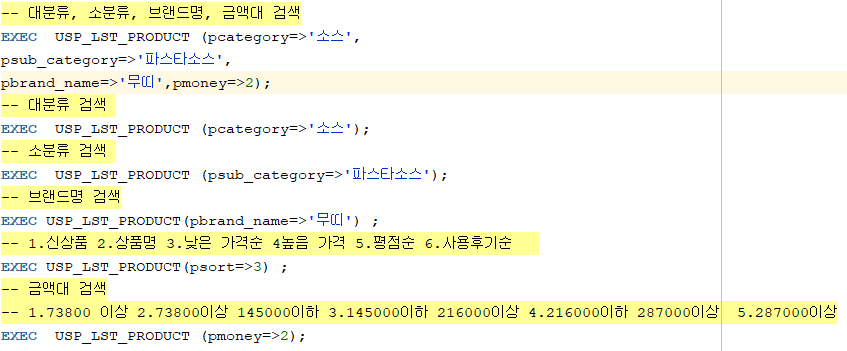 -- 대분류, 소분류, 브랜드명, 금액대 검색
EXEC  USP_LST_PRODUCT (pcategory=>'소스',
psub_category=>'파스타소스',
pbrand_name=>'무띠',pmoney=>2);
-- 대분류 검색
EXEC  USP_LST_PRODUCT (pcategory=>'소스');
-- 소분류 검색
EXEC  USP_LST_PRODUCT (psub_category=>'파스타소스');
-- 브랜드명 검색
EXEC USP_LST_PRODUCT(pbrand_name=>'무띠') ;
-- 1.신상품 2.상품명 3.낮은 가격순 4높음 가격 5.평점순 6.사용후기순
EXEC USP_LST_PRODUCT(psort=>3) ;
-- 금액대 검색
-- 1.73800 이상 2.73800이상 145000이하 3.145000이하 216000이상 4.216000이하 287000이상  5.287000이상
EXEC  USP_LST_PRODUCT (pmoney=>2);